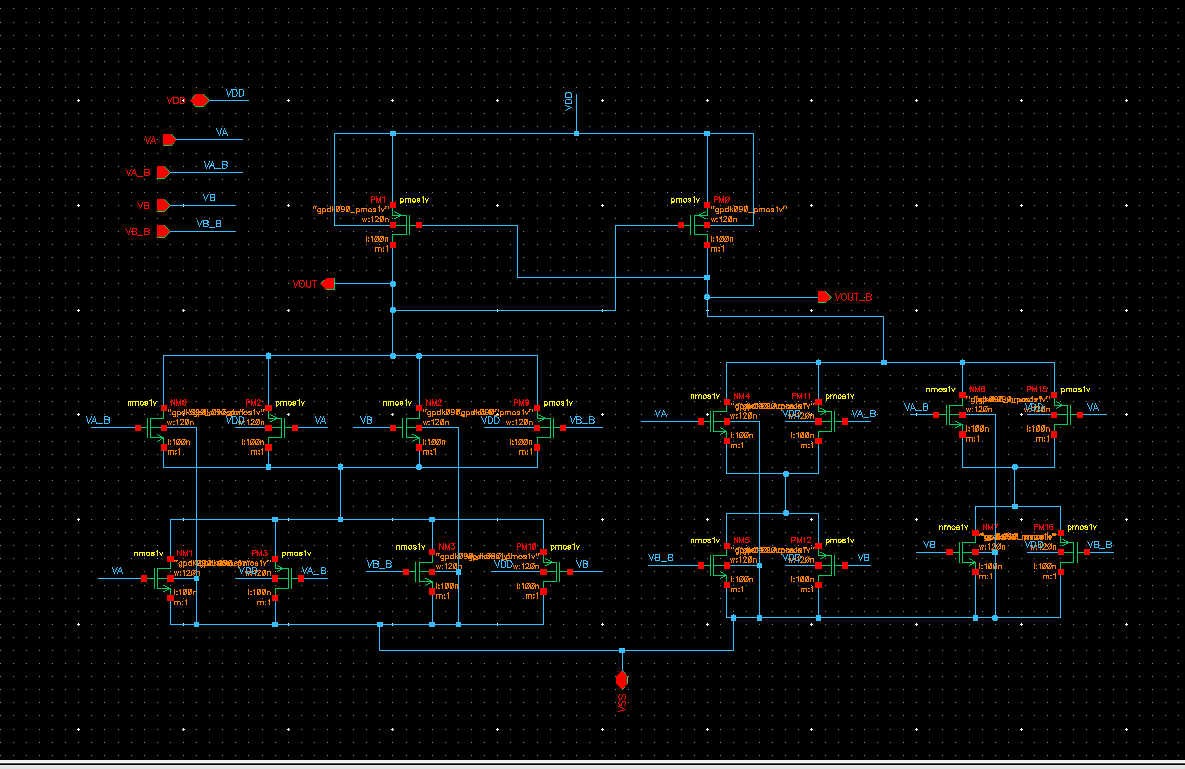 VDD VDD
VA VA
VA_B VA_B
VB VB
VB_B VB_B
VDD
PM1 pmos1v
"gpdk090_pmos1v"
w:120n
l:100n
m:1
pmos1v
"gpdk090_pmos1v"
w:120n
l:100n
m:1
VOUT
VOUT_B
nmos1v PM2 pmos1v
nmos1v NM2 PM9 pmos1v
VA_B w:120n VDD w:120n VA
VB w:120n VDD w:120n VB_B
l:100n l:100n l:100n l:100n
m:1 m:1 m:1 m:1
nmos1v NM4 PM11 pmos1v
nmos1v PM15 pmos1v
VA w:120n w:120n VA_B
VA_B w:120n VA
l:100n l:100n l:100n l:100n
m:1 m:1 m:1 m:1
nmos1v NM1 PM3 pmos1v
nmos1v NM3 PM10 pmos1v
VA w:120n w:120n VA_B
VB_B w:120n VDD w:120n VB
l:100n l:100n l:100n l:100n
m:1 m:1 m:1 m:1
nmos1v NM5 PM12 pmos1v
nmos1v NM7 PM16 pmos1v
VB_B w:120n w:120n VB
VB w:120n VB_B
l:100n l:100n l:100n l:100n
m:1 m:1 m:1 m:1
VSS